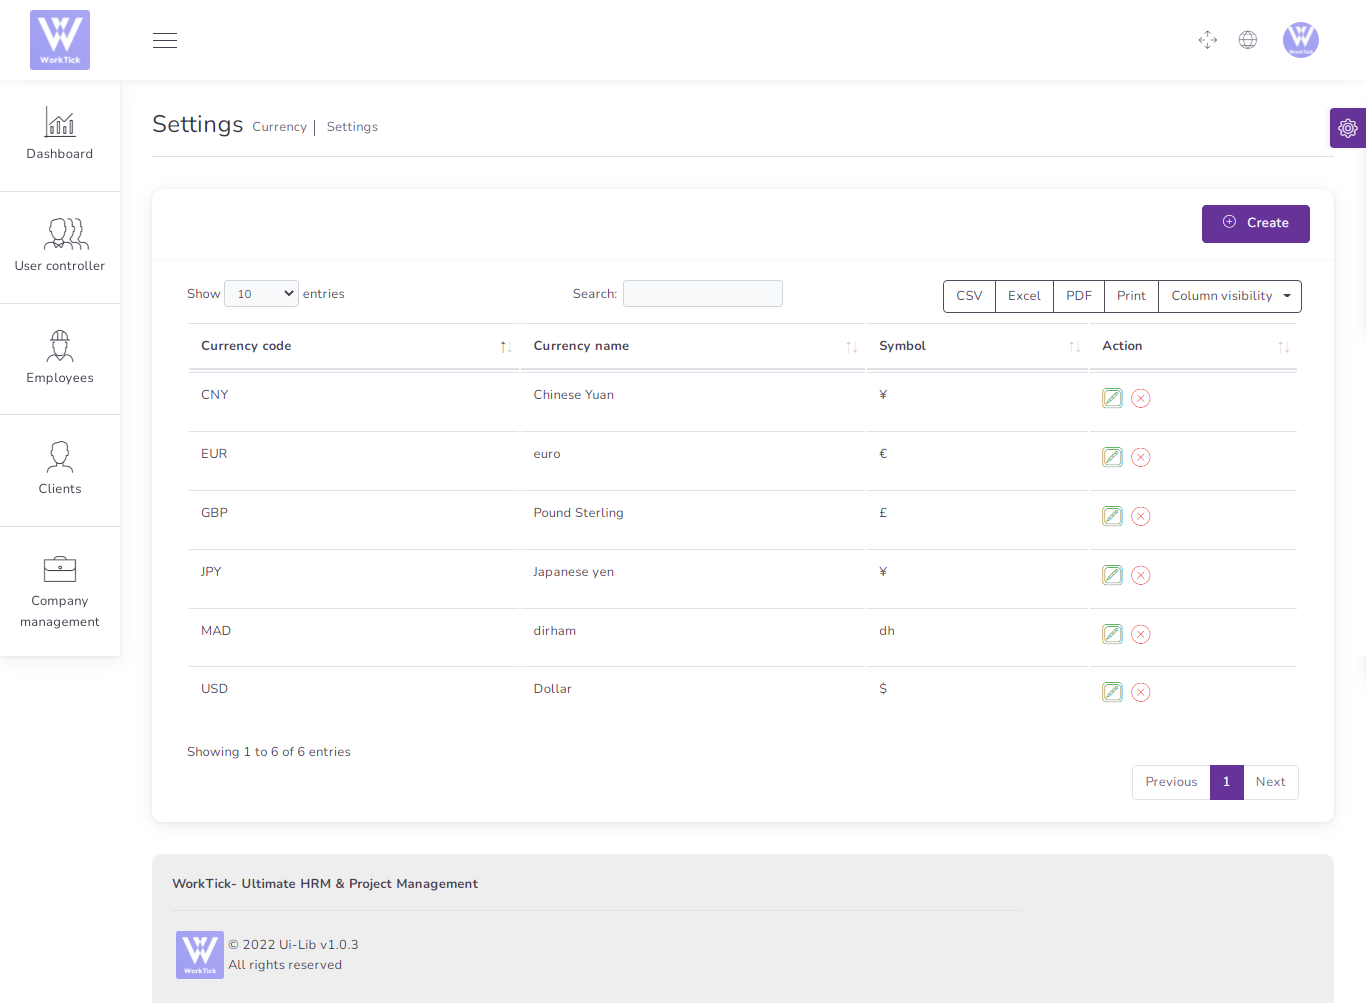 WorkTick
WorkTick
Dashboard
User controller
Employees
Clients
Company
management
Settings Currency | Settings
Create
Show 10 entries Search: CSV Excel PDF Print Column visibility
Currency code Currency name Symbol Action
CNY Chinese Yuan ¥
EUR euro €
GBP Pound Sterling £
JPY Japanese yen ¥
MAD dirham dh
USD Dollar $
Showing 1 to 6 of 6 entries
Previous 1 Next
WorkTick- Ultimate HRM & Project Management
WorkTick
© 2022 Ui-Lib v1.0.3
All rights reserved